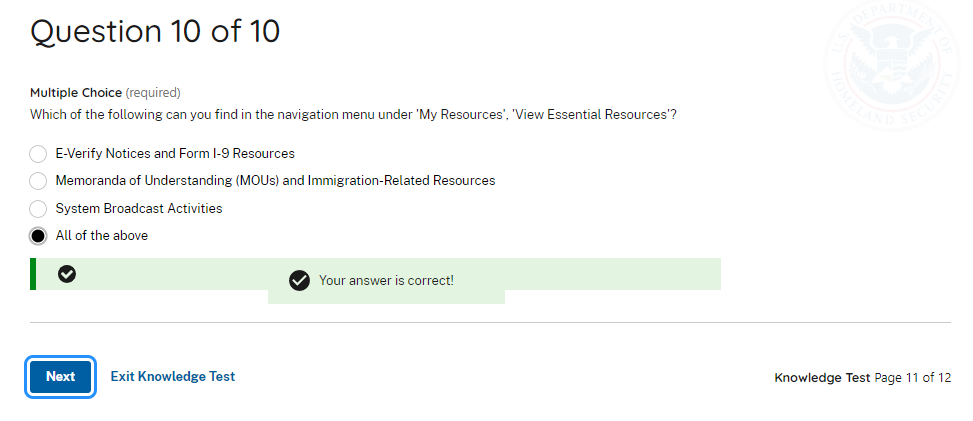 Question 10 of 10
U.S. DEPARTMENT OF HOMELAND SECURITY
Multiple Choice (required)
Which of the following can you find in the navigation menu under 'My Resources', 'View Essential Resources'?
E-Verify Notices and Form I-9 Resources
Memoranda of Understanding (MOUs) and Immigration-Related Resources
System Broadcast Activities
All of the above
Your answer is correct!
Next
Exit Knowledge Test
Knowledge Test Page 11 of 12